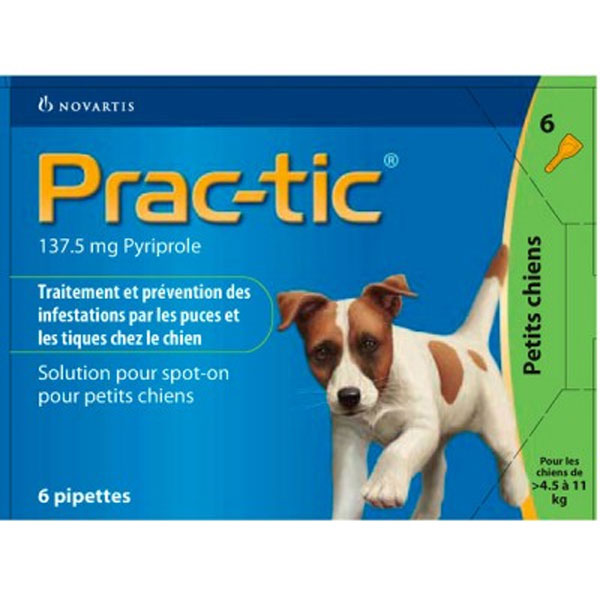 NOVARTIS
Prac-tic®
137.5 mg Pyriprole
Traitement et prévention des
infestations par les puces et
les tiques chez le chien
Solution pour spot-on
pour petits chiens
6 pipettes
6
Petits chiens
Pour les
chiens de
>4.5 à 11
kg